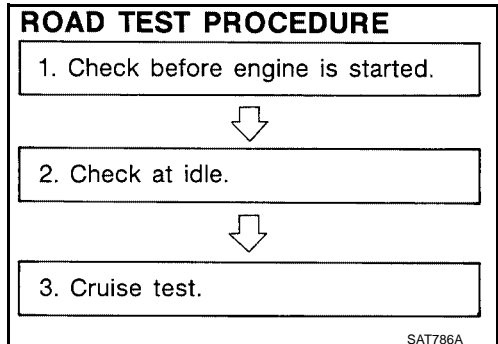 ROAD TEST PROCEDURE
1. Check before engine is started.
2. Check at idle.
3. Cruise test.
SAT786A